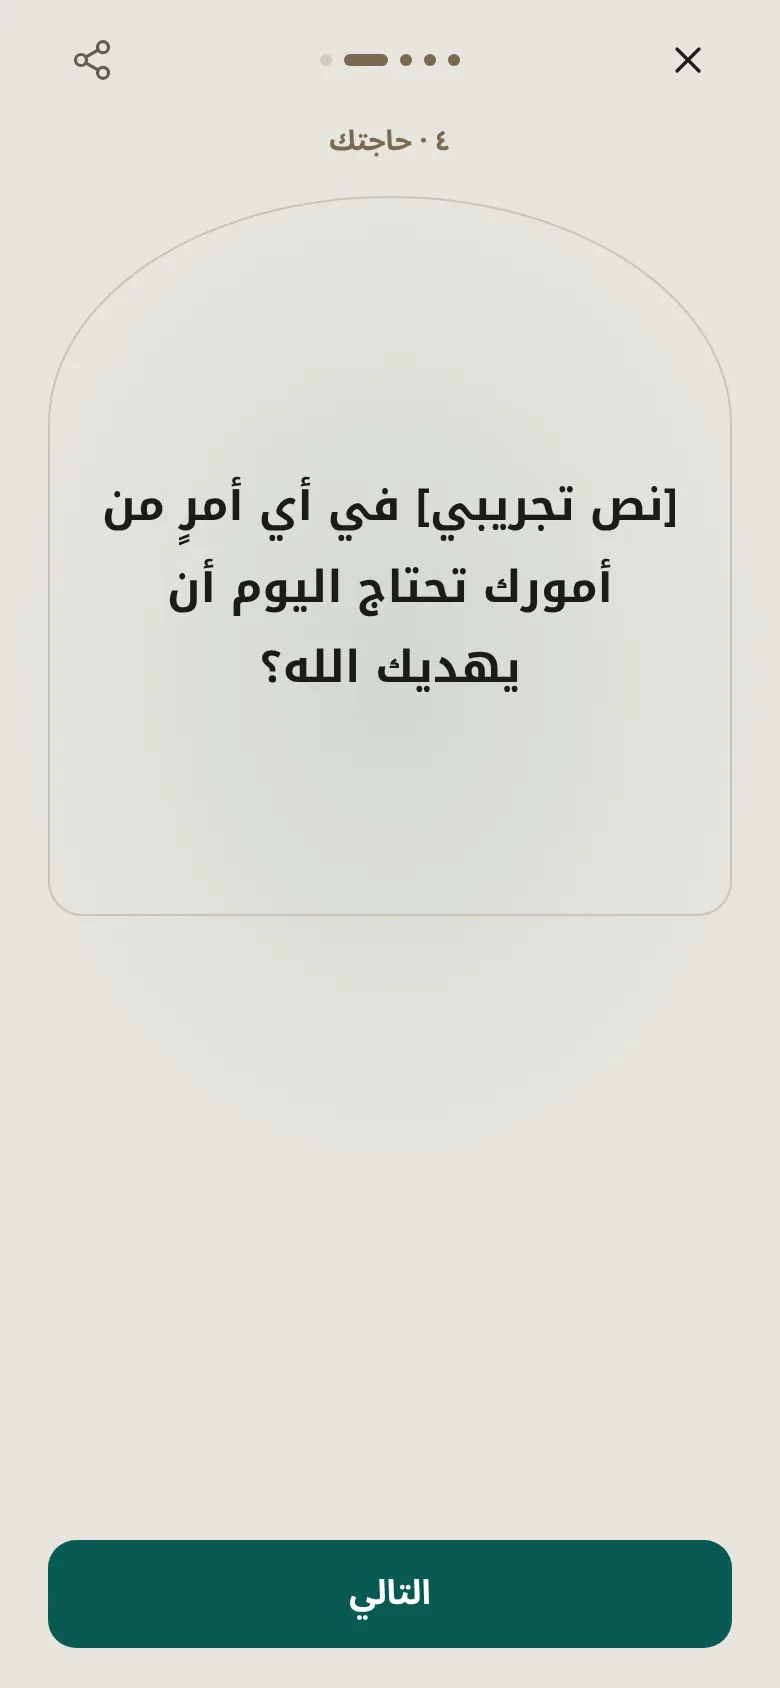 ٤ · حاجتك
[نص تجريبي] في أي أمرٍ من
أمورك تحتاج اليوم أن
يهديك الله؟
التالي